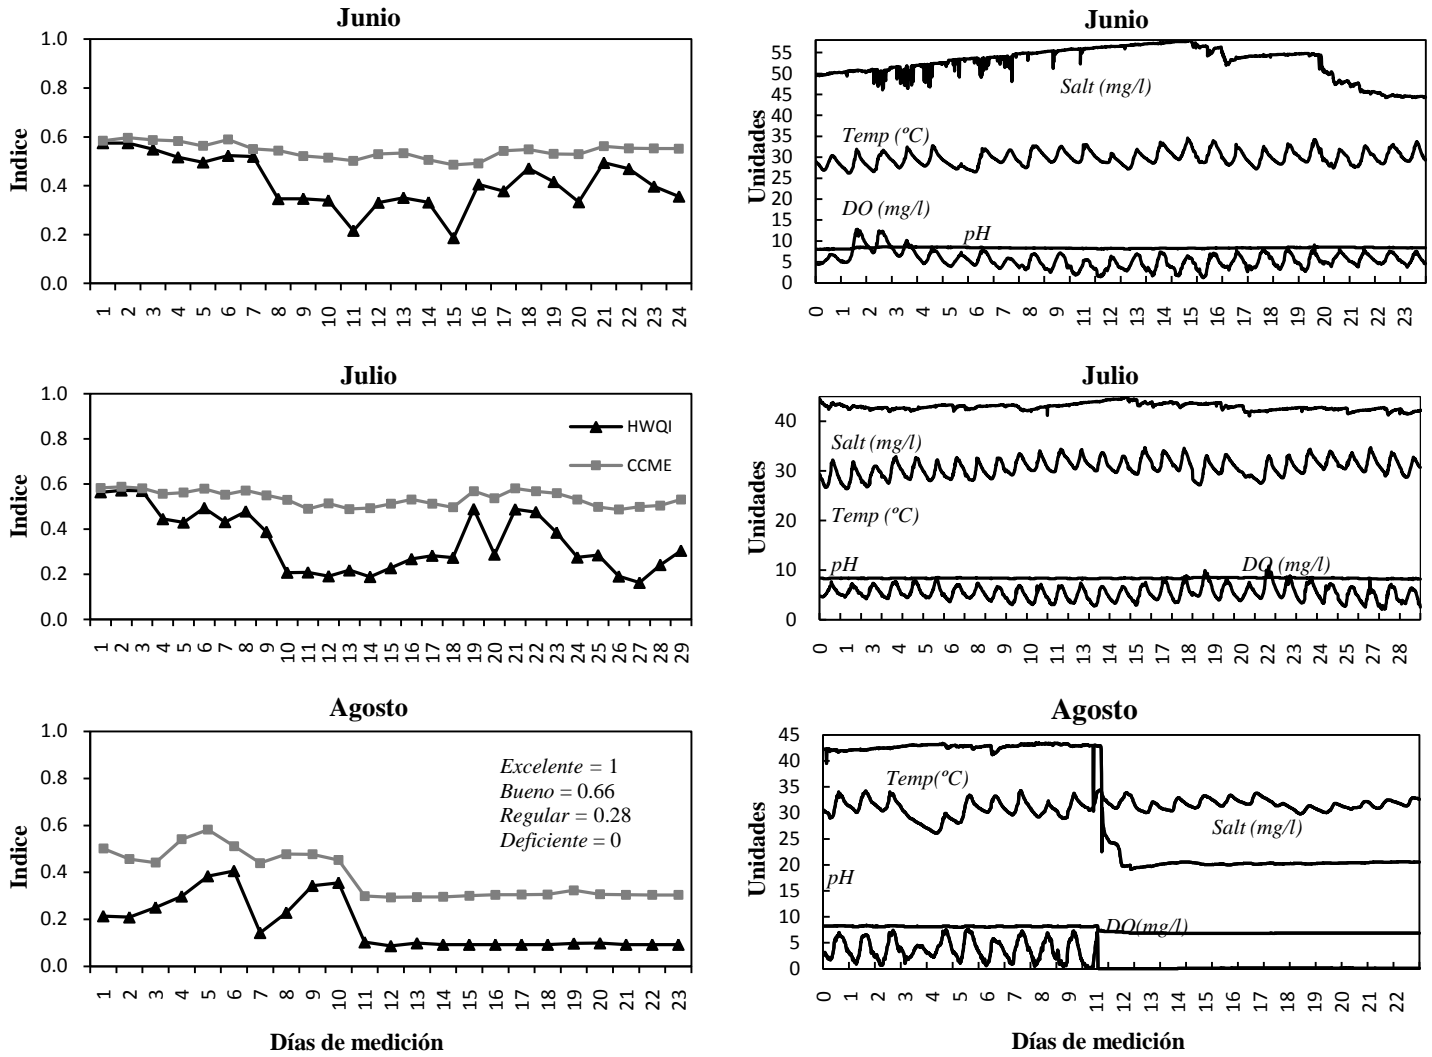 Junio
1.0
0.8
0.6
0.4
0.2
0.0
Indice
1 2 3 4 5 6 7 8 9 10 11 12 13 14 15 16 17 18 19 20 21 22 23 24
Junio
55
50
45
40
35
30
25
20
15
10
5
0
Unidades
Salt (mg/l)
Temp (ºC)
DO (mg/l)
pH
0 1 2 3 4 5 6 7 8 9 10 11 12 13 14 15 16 17 18 19 20 21 22 23
Julio
1.0
0.8
0.6
0.4
0.2
0.0
Indice
HWQI
CCME
1 2 3 4 5 6 7 8 9 10 11 12 13 14 15 16 17 18 19 20 21 22 23 24 25 26 27 28 29
Julio
40
30
20
10
0
Unidades
Salt (mg/l)
Temp (ºC)
pH
DO (mg/l)
0 1 3 4 5 6 8 9 10 11 13 14 15 16 18 19 20 22 23 24 25 27 28
Agosto
1.0
0.8
0.6
0.4
0.2
0.0
Indice
Excelente = 1
Bueno = 0.66
Regular = 0.28
Deficiente = 0
1 2 3 4 5 6 7 8 9 10 11 12 13 14 15 16 17 18 19 20 21 22 23
Días de medición
Agosto
45
40
35
30
25
20
15
10
5
0
Unidades
Temp(ºC)
Salt (mg/l)
pH
DO(mg/l)
0 1 2 3 4 5 6 7 8 9 11 12 13 14 15 16 17 18 19 20 21 22
Días de medición